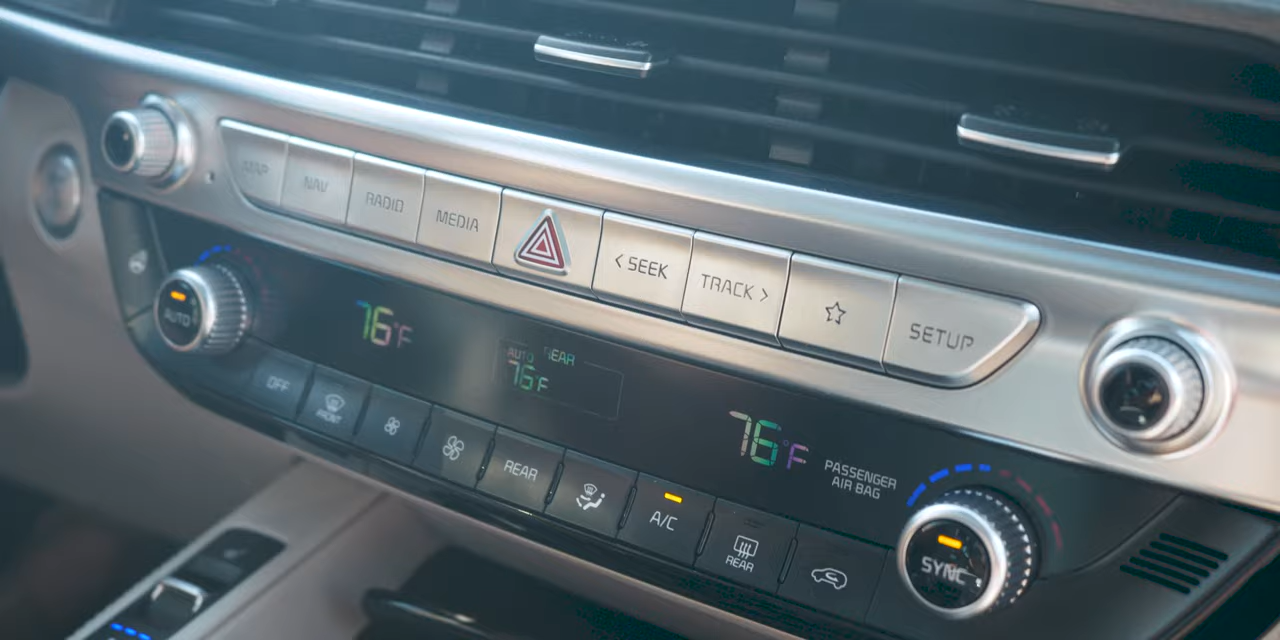 MAP
NAV
RADIO
MEDIA
< SEEK
TRACK >
SETUP
AUTO
76°F
AUTO REAR
76°F
76°F
PASSENGER
AIR BAG
OFF
FRONT
REAR
A/C
REAR
SYNC